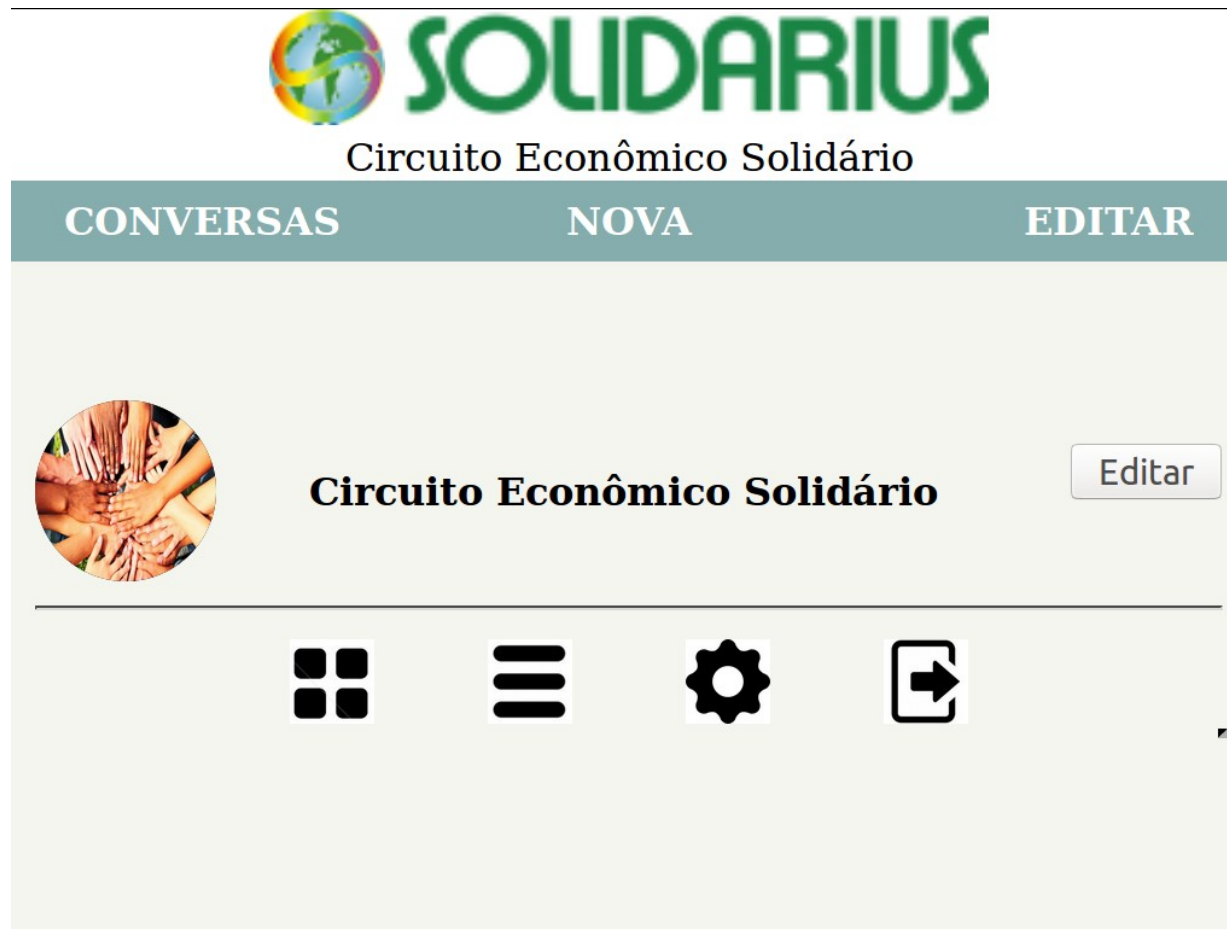 SOLIDARIUS
Circuito Econômico Solidário
CONVERSAS NOVA EDITAR
Circuito Econômico Solidário
Editar